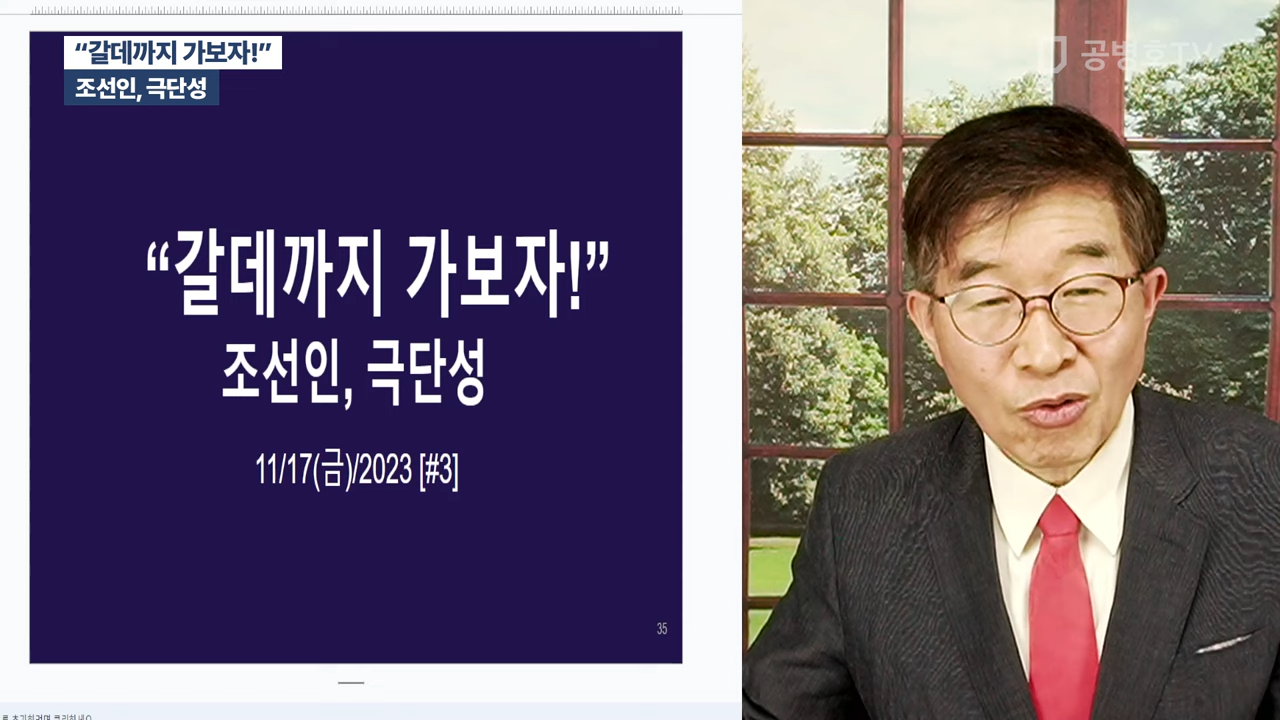 “갈데까지 가보자!”
조선인, 극단성
공병호TV
“갈데까지 가보자!”
조선인, 극단성
11/17(금)/2023 [#3]
35